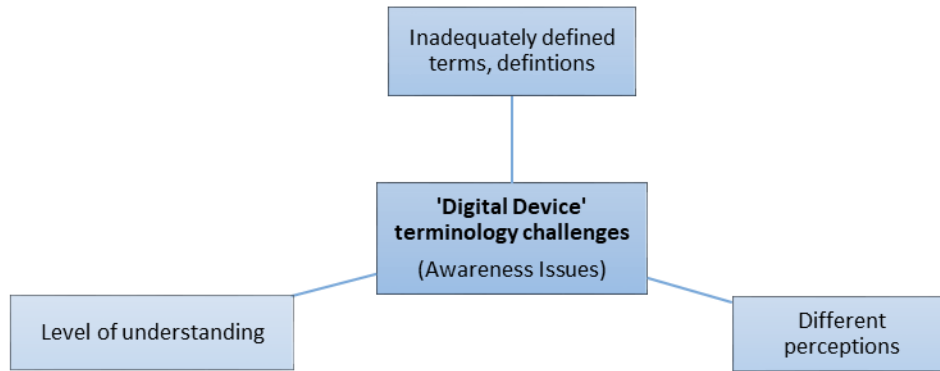 Inadequately defined
terms, defintions
'Digital Device'
terminology challenges
(Awareness Issues)
Level of understanding
Different
perceptions